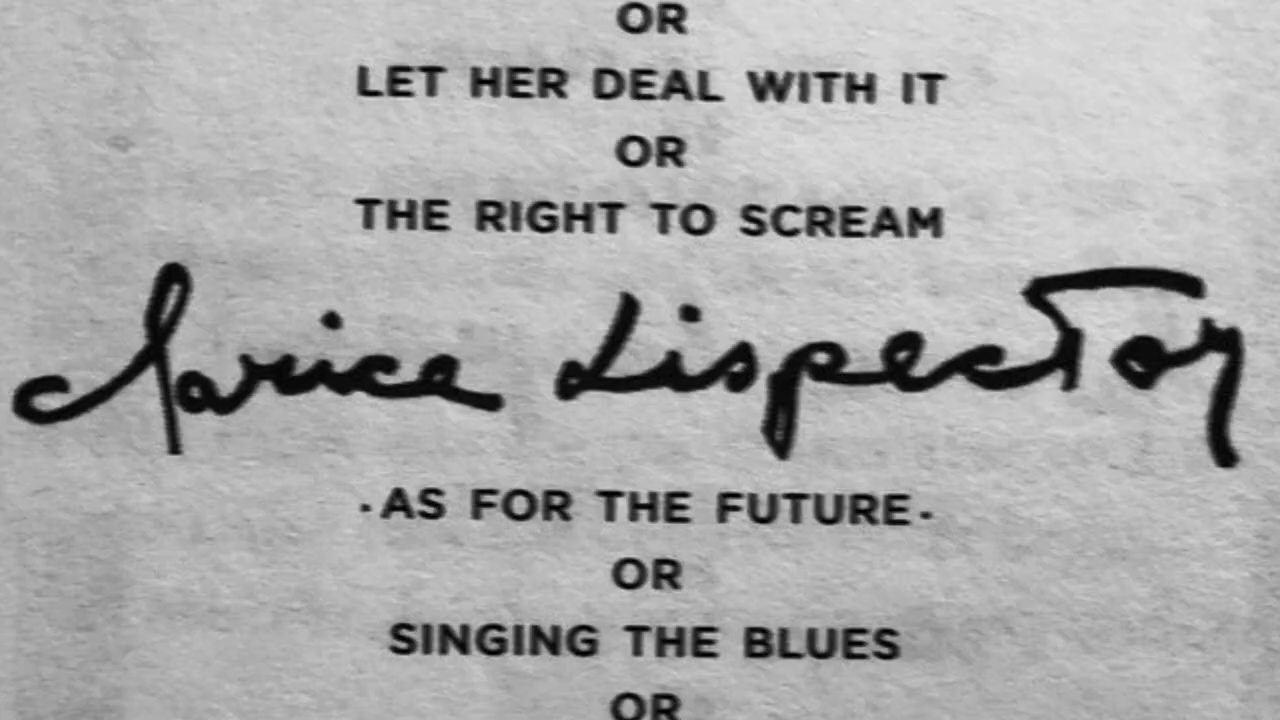 OR
LET HER DEAL WITH IT
OR
THE RIGHT TO SCREAM
Clarice Lispector
.AS FOR THE FUTURE.
OR
SINGING THE BLUES
OR